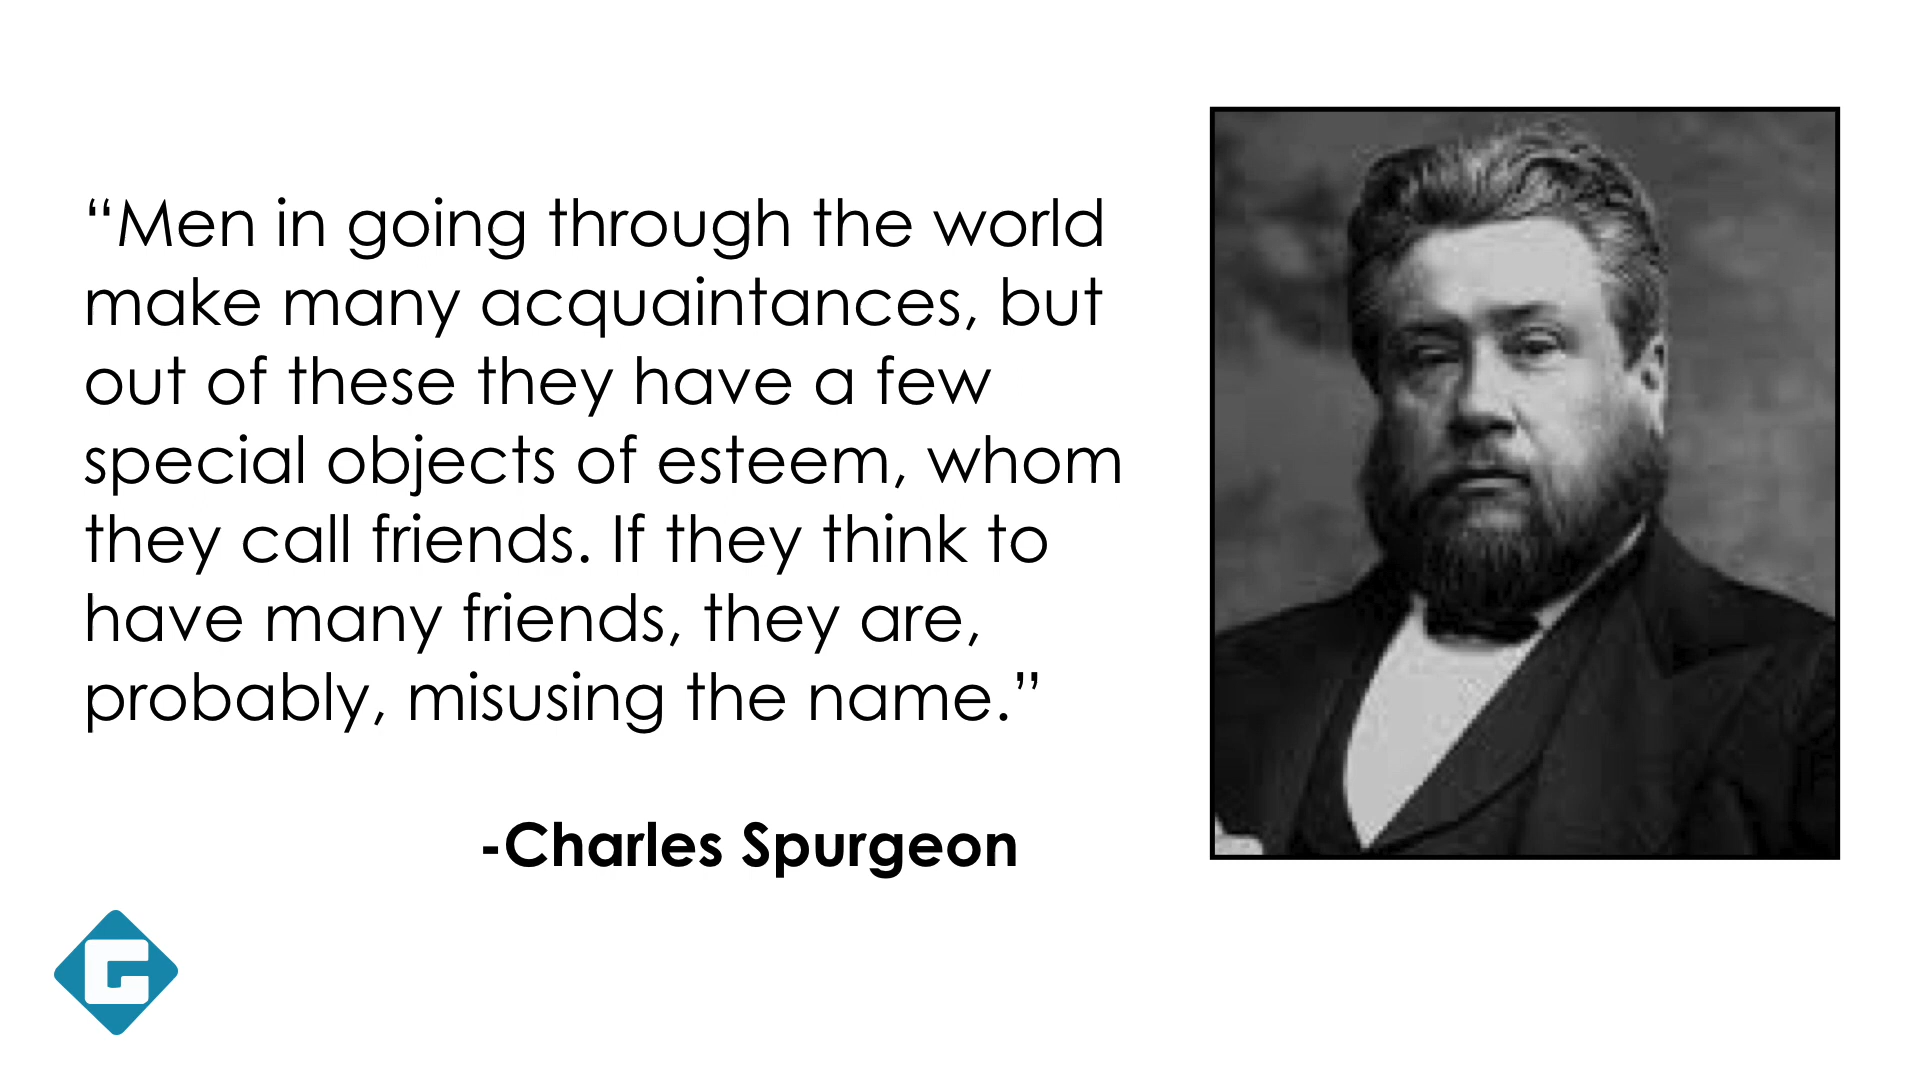 “Men in going through the world
make many acquaintances, but
out of these they have a few
special objects of esteem, whom
they call friends. If they think to
have many friends, they are,
probably, misusing the name.”
-Charles Spurgeon
G